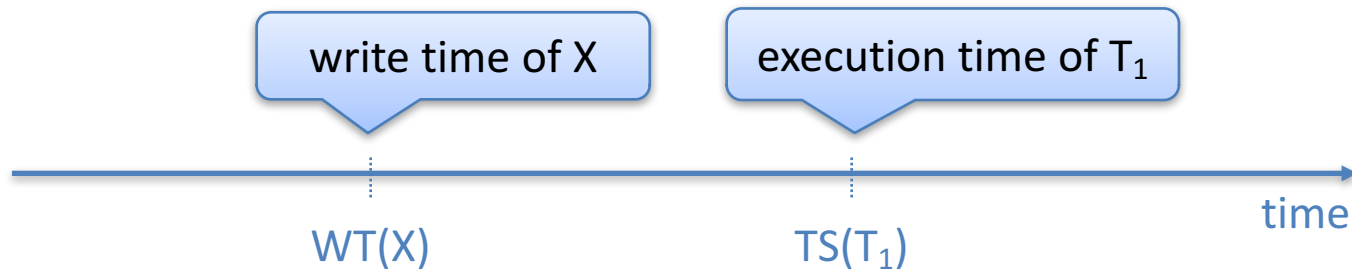 write time of X
execution time of T₁
time
WT(X)
TS(T₁)